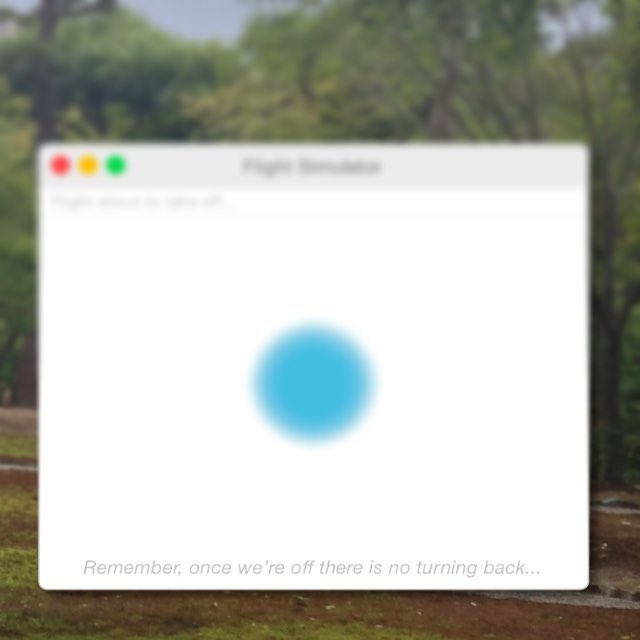 Flight Simulator
Flight about to take off...
Remember, once we're off there is no turning back...